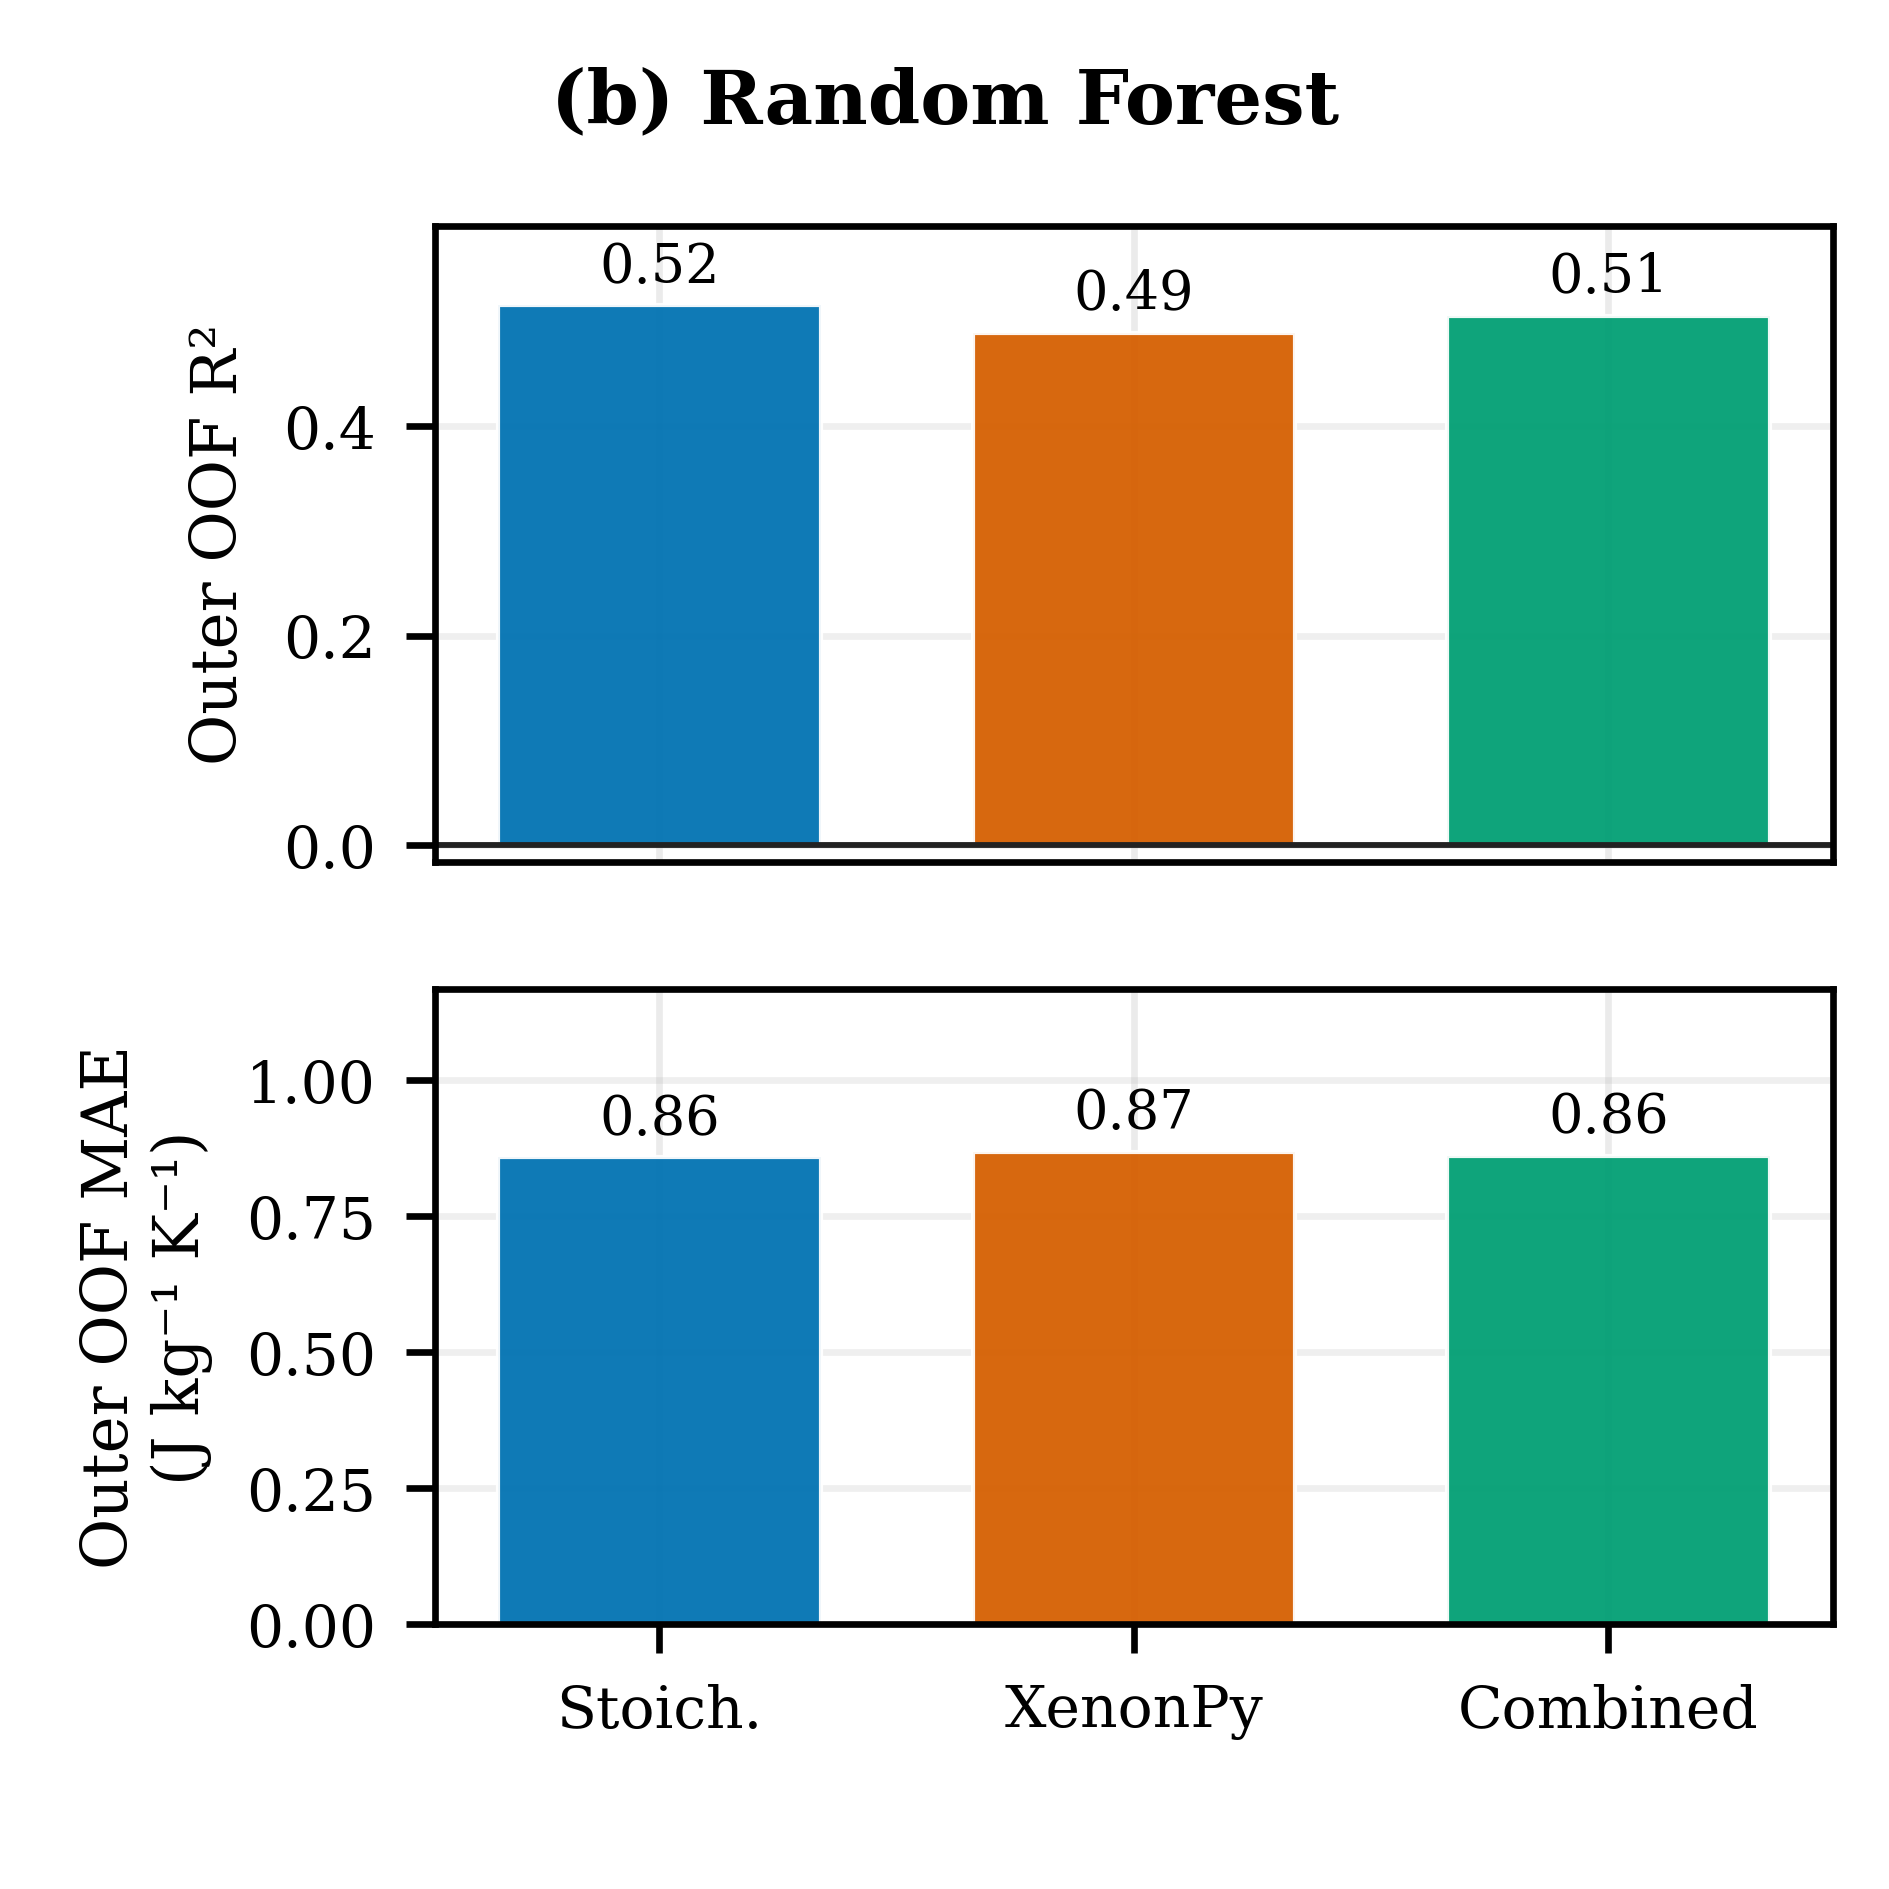 (b) Random Forest
Outer OOF R²
0.4
0.2
0.0
0.52
0.49
0.51
Outer OOF MAE
(J kg⁻¹ K⁻¹)
1.00
0.75
0.50
0.25
0.00
0.86
0.87
0.86
Stoich.
XenonPy
Combined